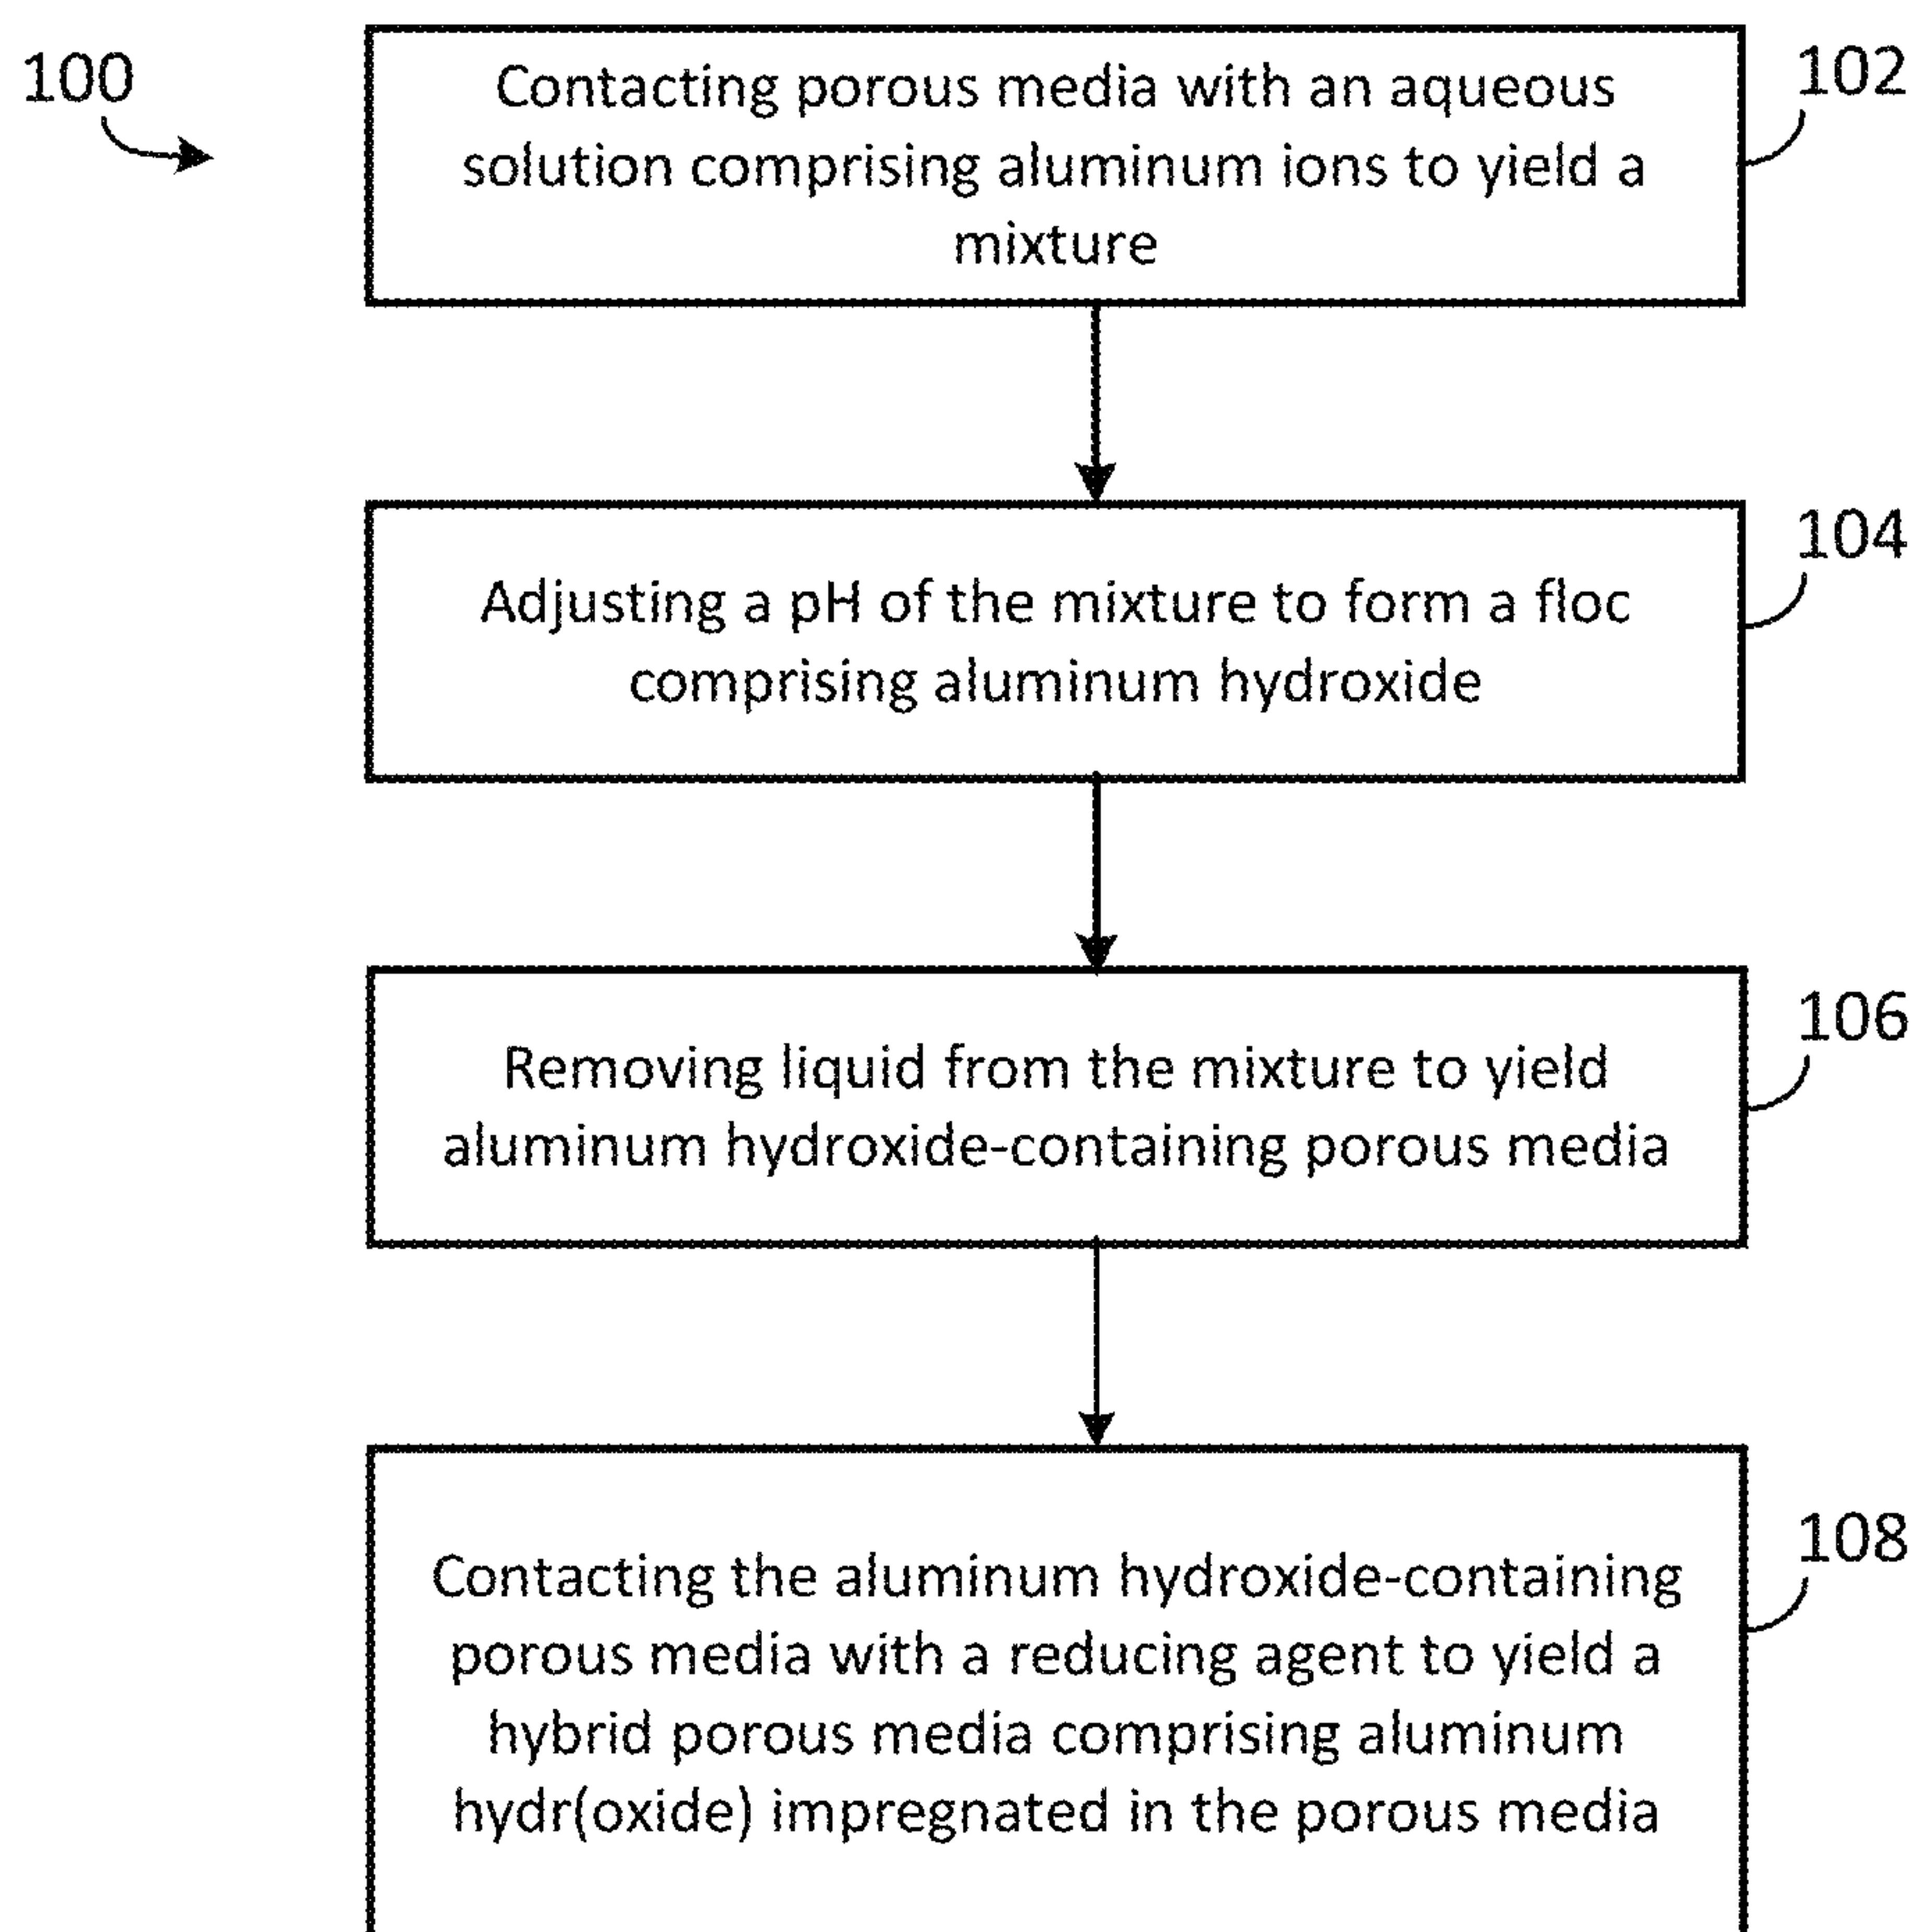 100
102
Contacting porous media with an aqueous
solution comprising aluminum ions to yield a
mixture
104
Adjusting a pH of the mixture to form a floc
comprising aluminum hydroxide
106
Removing liquid from the mixture to yield
aluminum hydroxide-containing porous media
108
Contacting the aluminum hydroxide-containing
porous media with a reducing agent to yield a
hybrid porous media comprising aluminum
hydr(oxide) impregnated in the porous media